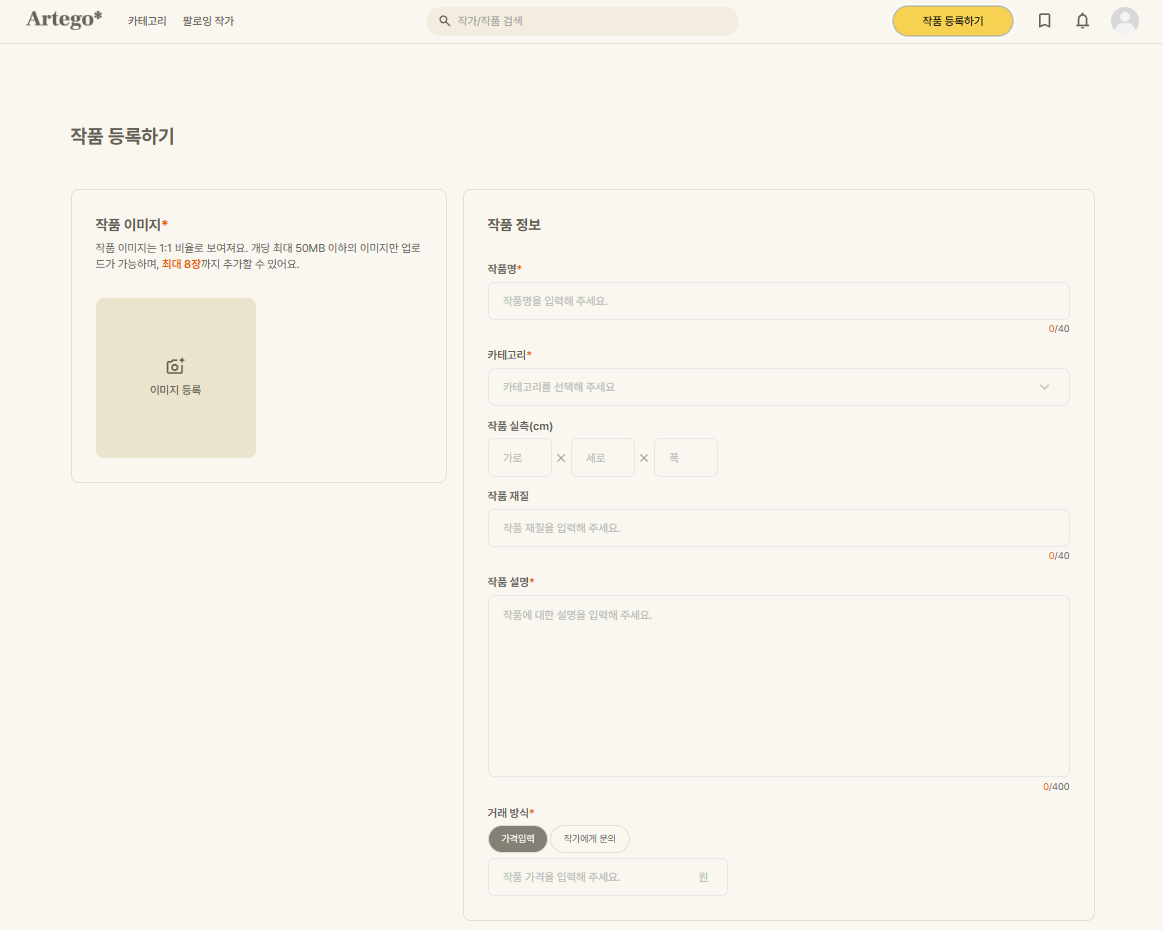 Artego*
카테고리
팔로잉 작가
작가/작품 검색
작품 등록하기
작품 등록하기
작품 이미지*
작품 이미지는 1:1 비율로 보여져요. 개당 최대 50MB 이하의 이미지만 업로
드가 가능하며, 최대 8장까지 추가할 수 있어요.
이미지 등록
작품 정보
작품명*
작품명을 입력해 주세요.
0/40
카테고리*
카테고리를 선택해 주세요
작품 실측(cm)
가로 × 세로 × 폭
작품 재질
작품 재질을 입력해 주세요.
0/40
작품 설명*
작품에 대한 설명을 입력해 주세요.
0/400
거래 방식*
가격입력
작가에게 문의
작품 가격을 입력해 주세요.
원